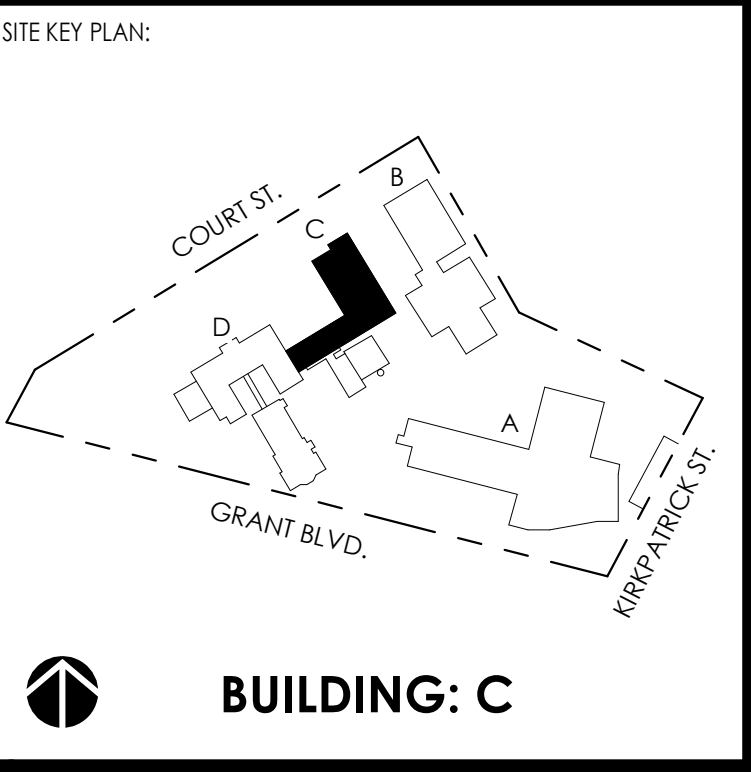 SITE KEY PLAN:
B
COURT ST.
C
D
A
GRANT BLVD.
KIRKPATRICK ST.
BUILDING: C